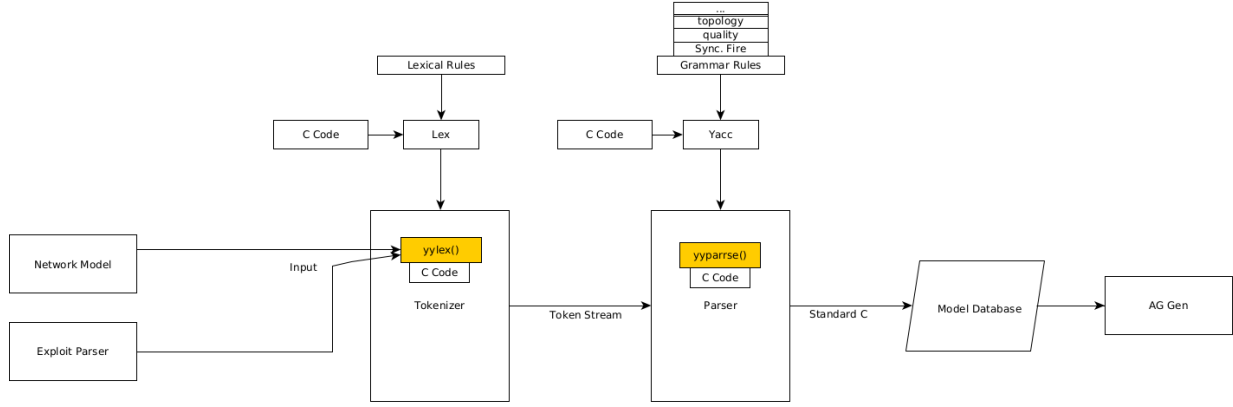 ...
topology
quality
Sync. Fire
Lexical Rules
Grammar Rules
C Code
Lex
C Code
Yacc
yylex()
yyparrse()
Network Model
Input
C Code
C Code
Tokenizer
Parser
Token Stream
Standard C
Model Database
AG Gen
Exploit Parser